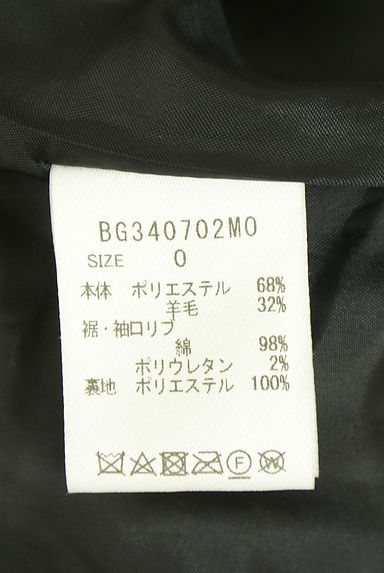 BG340702MO
SIZE 0
本体 ポリエステル 68%
羊毛 32%
裾・袖口リブ
綿 98%
ポリウレタン 2%
裏地 ポリエステル 100%
F W